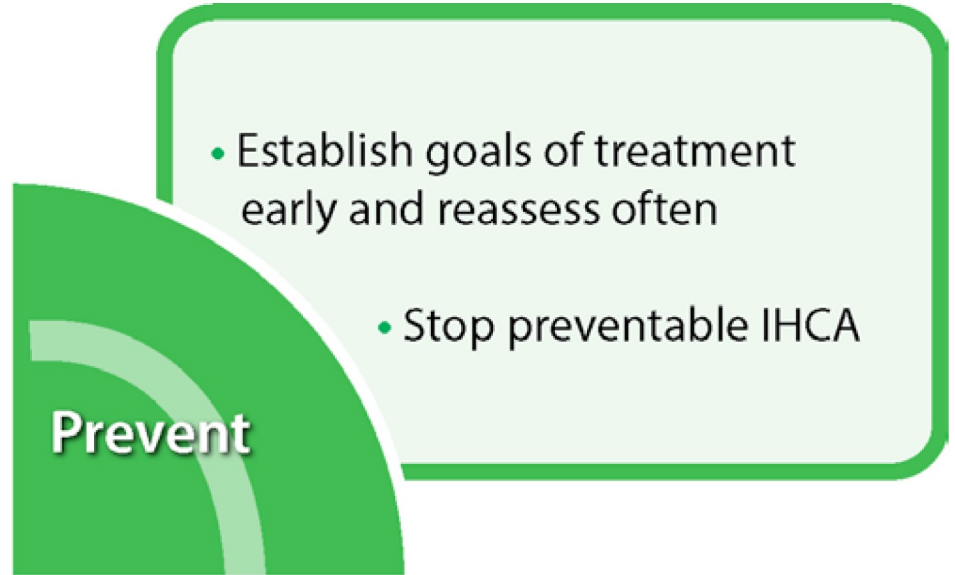 • Establish goals of treatment
early and reassess often
• Stop preventable IHCA
Prevent